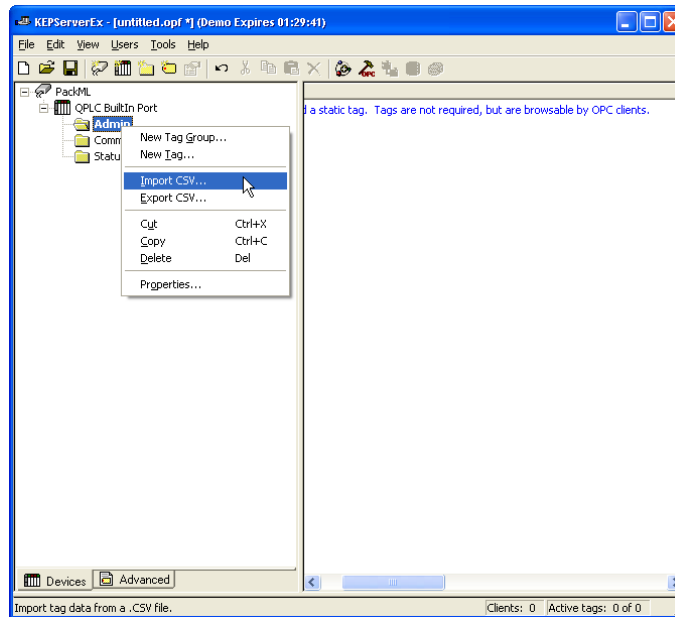 KEPServerEx - [untitled.opf *] (Demo Expires 01:29:41)
File Edit View Users Tools Help
PackML
QPLC BuiltIn Port
Admin
Comm
Statu
d a static tag. Tags are not required, but are browsable by OPC clients.
New Tag Group...
New Tag...
Import CSV...
Export CSV...
Cut Ctrl+X
Copy Ctrl+C
Delete Del
Properties...
Devices Advanced
Import tag data from a .CSV file. Clients: 0 Active tags: 0 of 0